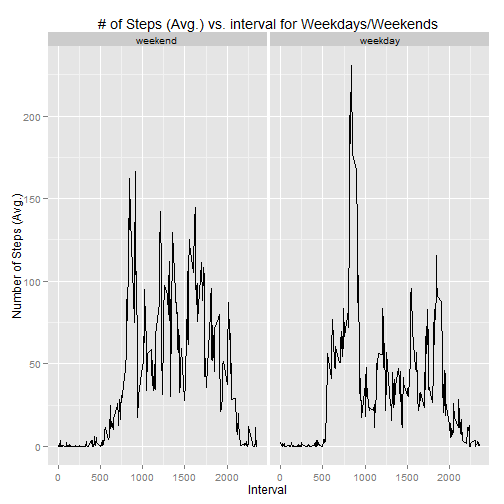 # of Steps (Avg.) vs. interval for Weekdays/Weekends
weekend weekday
200
150
100
50
0
Number of Steps (Avg.)
0 500 1000 1500 2000 0 500 1000 1500 2000
Interval